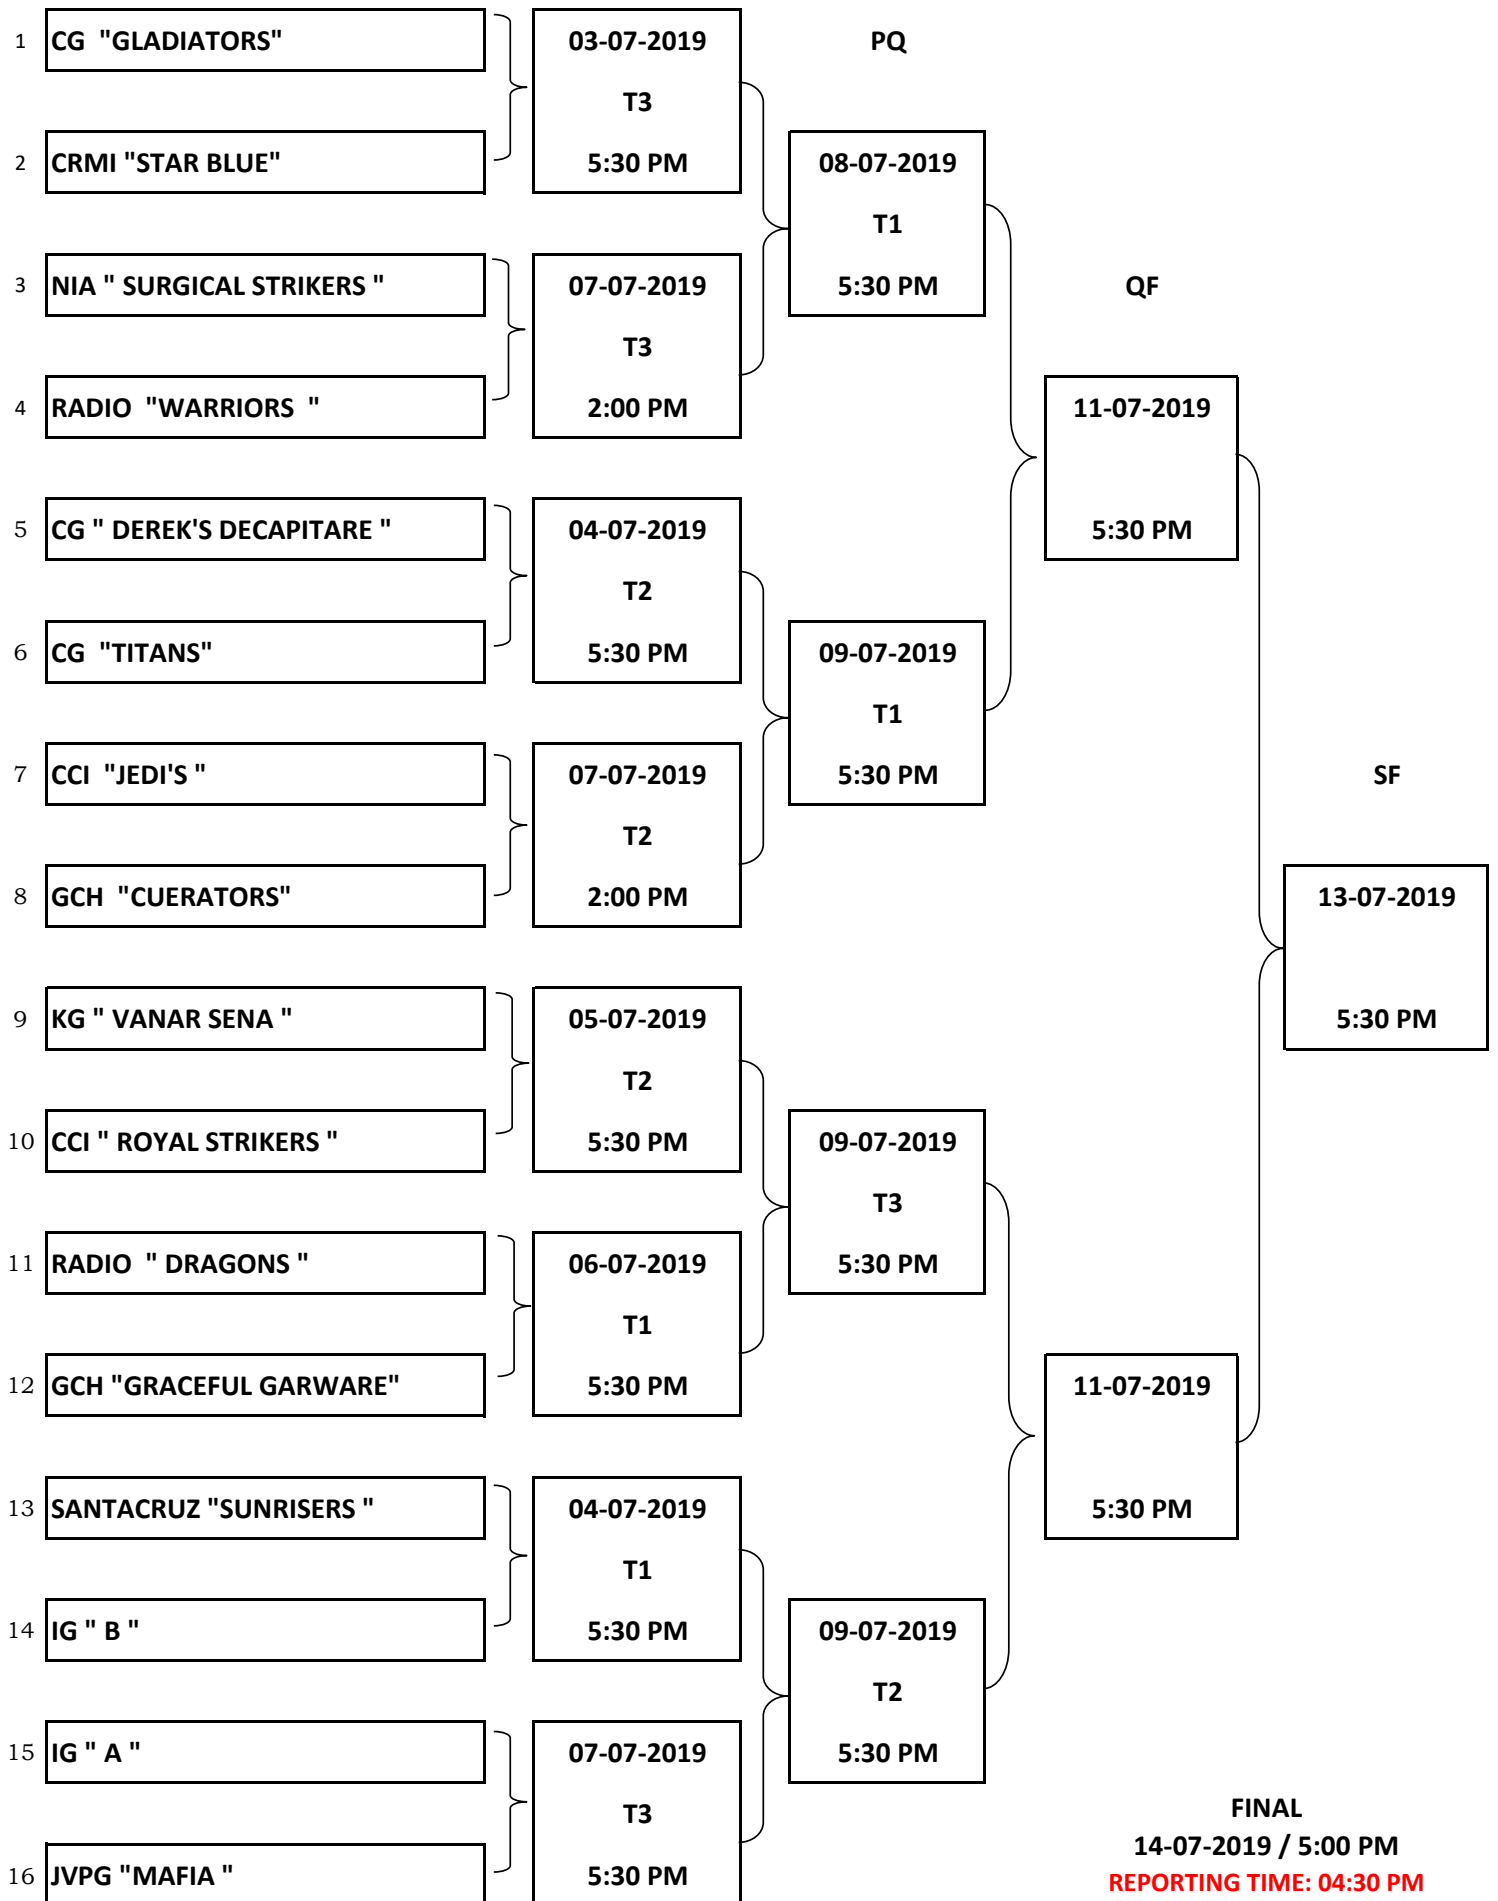 1 CG "GLADIATORS" 03-07-2019 PQ
T3
2 CRMI "STAR BLUE" 5:30 PM 08-07-2019
T1
3 NIA " SURGICAL STRIKERS " 07-07-2019 5:30 PM QF
T3
4 RADIO "WARRIORS " 2:00 PM 11-07-2019
5 CG " DEREK'S DECAPITARE " 04-07-2019 5:30 PM
T2
6 CG "TITANS" 5:30 PM 09-07-2019
T1
7 CCI "JEDI'S " 07-07-2019 5:30 PM SF
T2
8 GCH "CUERATORS" 2:00 PM 13-07-2019
9 KG " VANAR SENA " 05-07-2019 5:30 PM
T2
10 CCI " ROYAL STRIKERS " 5:30 PM 09-07-2019
T3
11 RADIO " DRAGONS " 06-07-2019 5:30 PM
T1
12 GCH "GRACEFUL GARWARE" 5:30 PM 11-07-2019
13 SANTACRUZ "SUNRISERS " 04-07-2019 5:30 PM
T1
14 IG " B " 5:30 PM 09-07-2019
T2
15 IG " A " 07-07-2019 5:30 PM
FINAL
T3
14-07-2019 / 5:00 PM
16 JVPG "MAFIA " 5:30 PM REPORTING TIME: 04:30 PM